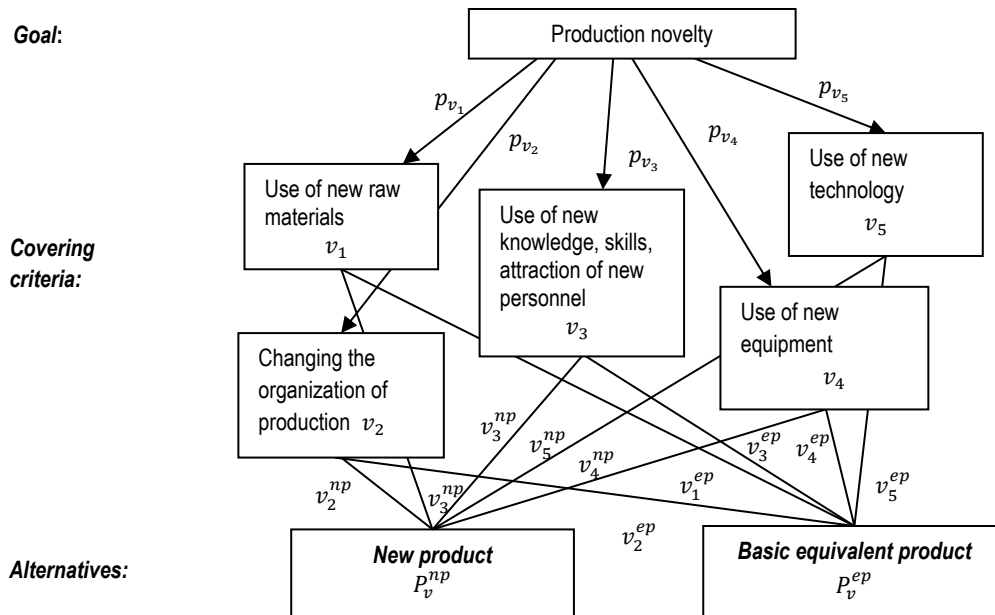 Goal:
Production novelty
p_{v_1}
p_{v_2}
p_{v_3}
p_{v_4}
p_{v_5}
Covering
criteria:
Use of new raw
materials
v_1
Use of new
knowledge, skills,
attraction of new
personnel
v_3
Use of new
technology
v_5
Changing the
organization of
production v_2
Use of new
equipment
v_4
v_2^{np}
v_3^{np}
v_3^{np}
v_5^{np}
v_4^{np}
v_1^{ep}
v_2^{ep}
v_3^{ep}
v_4^{ep}
v_5^{ep}
Alternatives:
New product
P_v^{np}
Basic equivalent product
P_v^{ep}